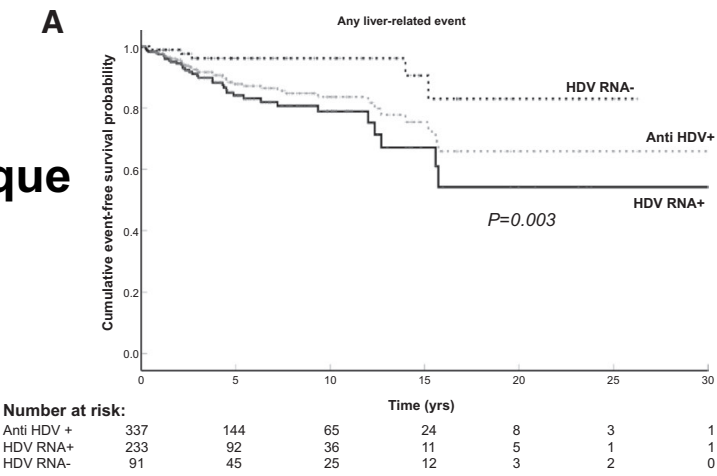 A
Any liver-related event
que
Cumulative event-free survival probability
1.0
0.8
0.6
0.4
0.2
0.0
HDV RNA-
Anti HDV+
HDV RNA+
P=0.003
0 5 10 15 20 25 30
Time (yrs)
Number at risk:
Anti HDV + 337 144 65 24 8 3 1
HDV RNA+ 233 92 36 11 5 1 1
HDV RNA- 91 45 25 12 3 2 0